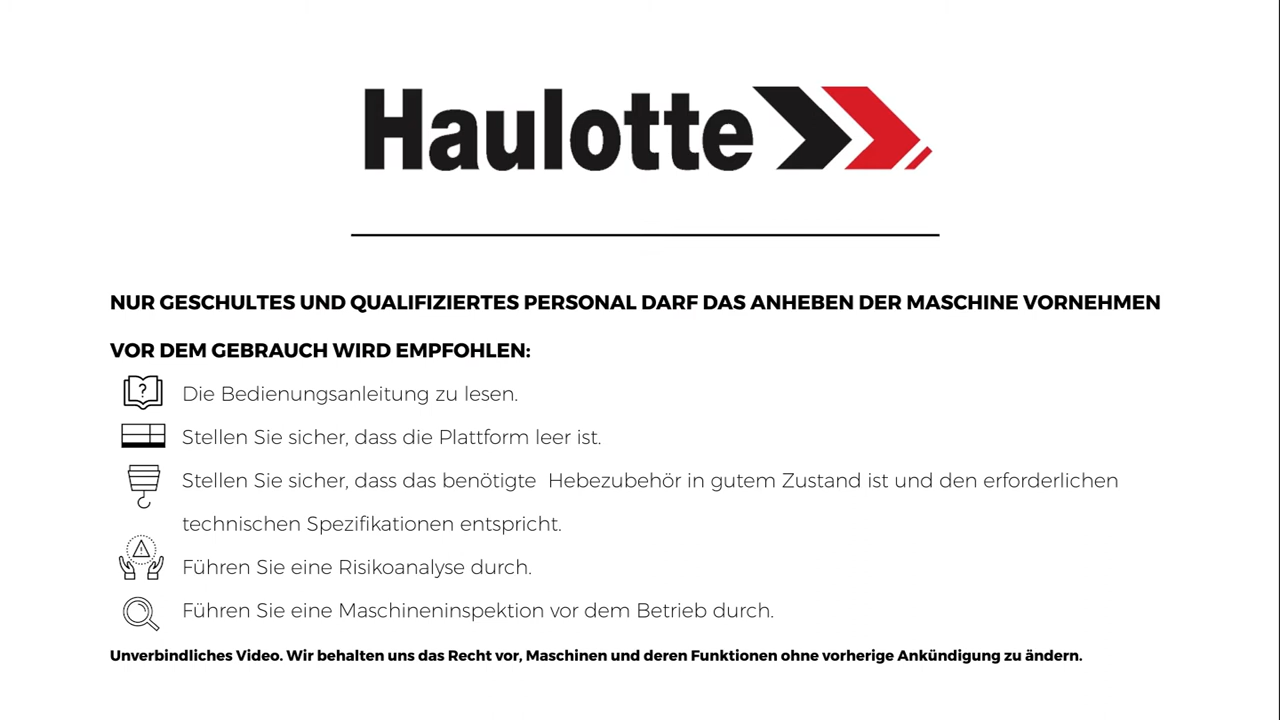 Haulotte
NUR GESCHULTES UND QUALIFIZIERTES PERSONAL DARF DAS ANHEBEN DER MASCHINE VORNEHMEN
VOR DEM GEBRAUCH WIRD EMPFOHLEN:
Die Bedienungsanleitung zu lesen.
Stellen Sie sicher, dass die Plattform leer ist.
Stellen Sie sicher, dass das benötigte  Hebezubehör in gutem Zustand ist und den erforderlichen
technischen Spezifikationen entspricht.
Führen Sie eine Risikoanalyse durch.
Führen Sie eine Maschineninspektion vor dem Betrieb durch.
Unverbindliches Video. Wir behalten uns das Recht vor, Maschinen und deren Funktionen ohne vorherige Ankündigung zu ändern.